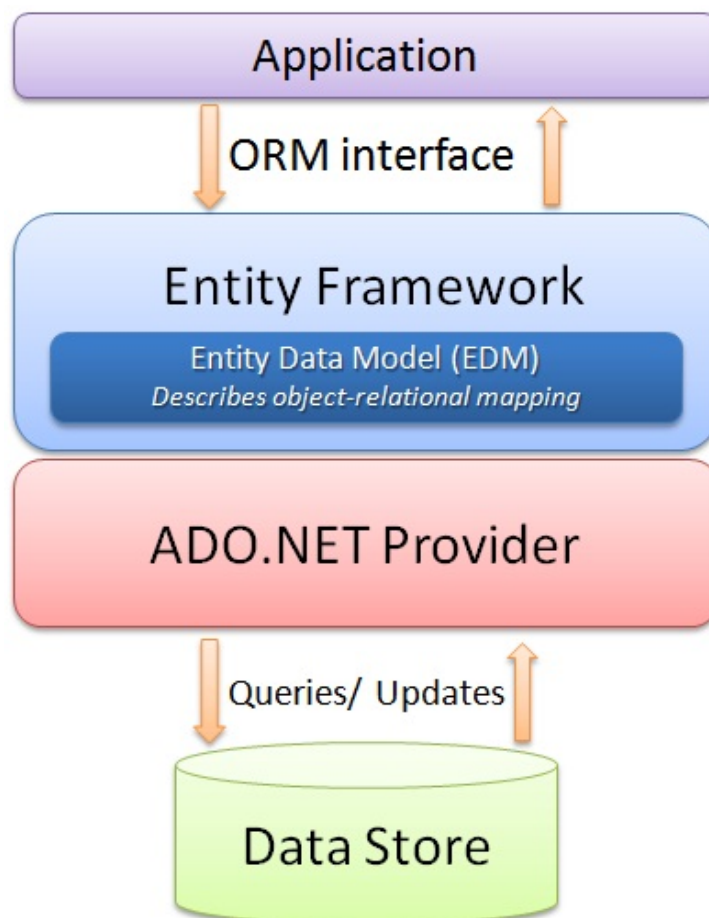 Application
ORM interface
Entity Framework
Entity Data Model (EDM)
Describes object-relational mapping
ADO.NET Provider
Queries/ Updates
Data Store